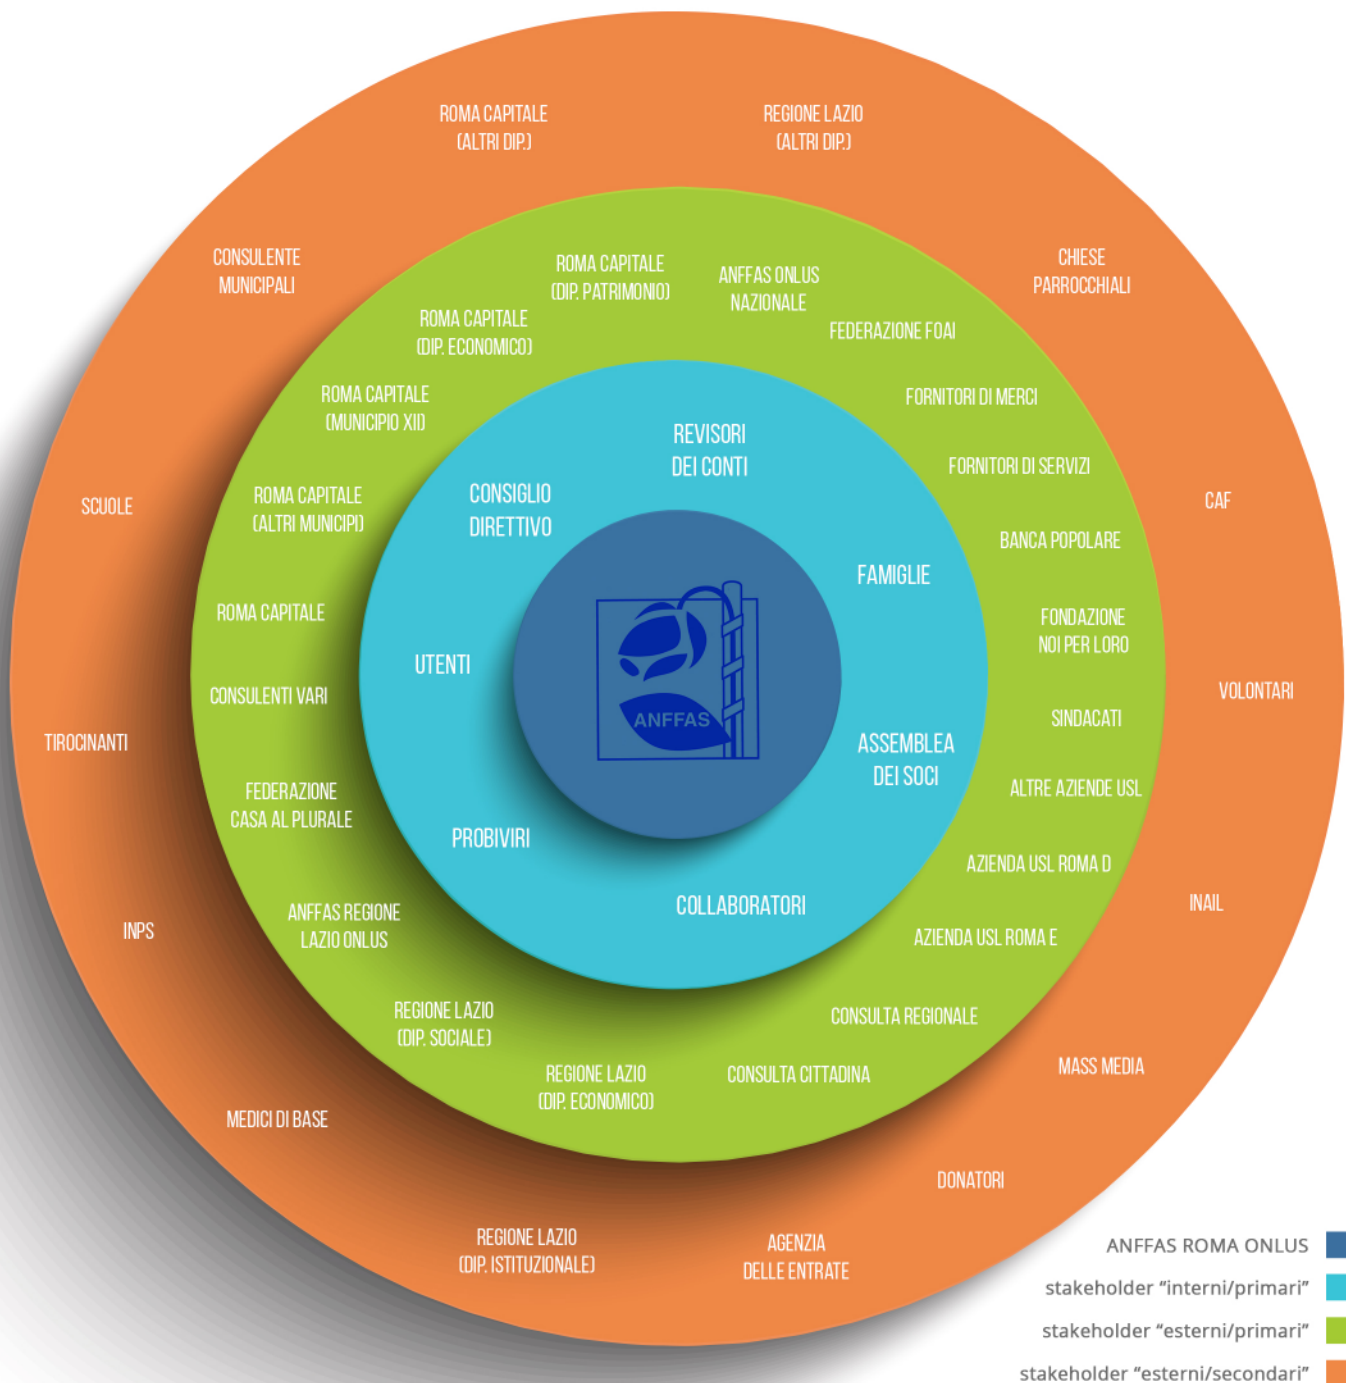 ROMA CAPITALE
(ALTRI DIP.)
REGIONE LAZIO
(ALTRI DIP.)
CONSULENTE
MUNICIPALI
CHIESE
PARROCCHIALI
SCUOLE
CAF
VOLONTARI
TIROCINANTI
INAIL
INPS
MASS MEDIA
MEDICI DI BASE
DONATORI
REGIONE LAZIO
(DIP. ISTITUZIONALE)
AGENZIA
DELLE ENTRATE
ROMA CAPITALE
(DIP. PATRIMONIO)
ANFFAS ONLUS
NAZIONALE
ROMA CAPITALE
(DIP. ECONOMICO)
FEDERAZIONE FOAI
ROMA CAPITALE
(MUNICIPIO XII)
FORNITORI DI MERCI
FORNITORI DI SERVIZI
ROMA CAPITALE
(ALTRI MUNICIPI)
BANCA POPOLARE
ROMA CAPITALE
FONDAZIONE
NOI PER LORO
CONSULENTI VARI
SINDACATI
FEDERAZIONE
CASA AL PLURALE
ALTRE AZIENDE USL
AZIENDA USL ROMA D
ANFFAS REGIONE
LAZIO ONLUS
AZIENDA USL ROMA E
REGIONE LAZIO
(DIP. SOCIALE)
CONSULTA REGIONALE
REGIONE LAZIO
(DIP. ECONOMICO)
CONSULTA CITTADINA
REVISORI
DEI CONTI
CONSIGLIO
DIRETTIVO
FAMIGLIE
UTENTI
ASSEMBLEA
DEI SOCI
PROBIVIRI
COLLABORATORI
ANFFAS
ANFFAS ROMA ONLUS
stakeholder “interni/primari”
stakeholder “esterni/primari”
stakeholder “esterni/secondari”